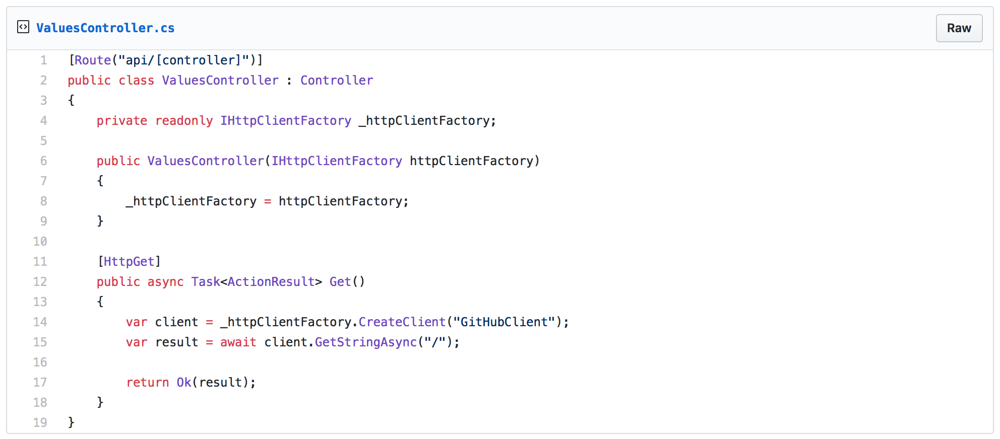 ValuesController.cs
Raw
1 [Route("api/[controller]")]
2 public class ValuesController : Controller
3 {
4     private readonly IHttpClientFactory _httpClientFactory;
5
6     public ValuesController(IHttpClientFactory httpClientFactory)
7     {
8         _httpClientFactory = httpClientFactory;
9     }
10
11     [HttpGet]
12     public async Task<ActionResult> Get()
13     {
14         var client = _httpClientFactory.CreateClient("GitHubClient");
15         var result = await client.GetStringAsync("/");
16
17         return Ok(result);
18     }
19 }